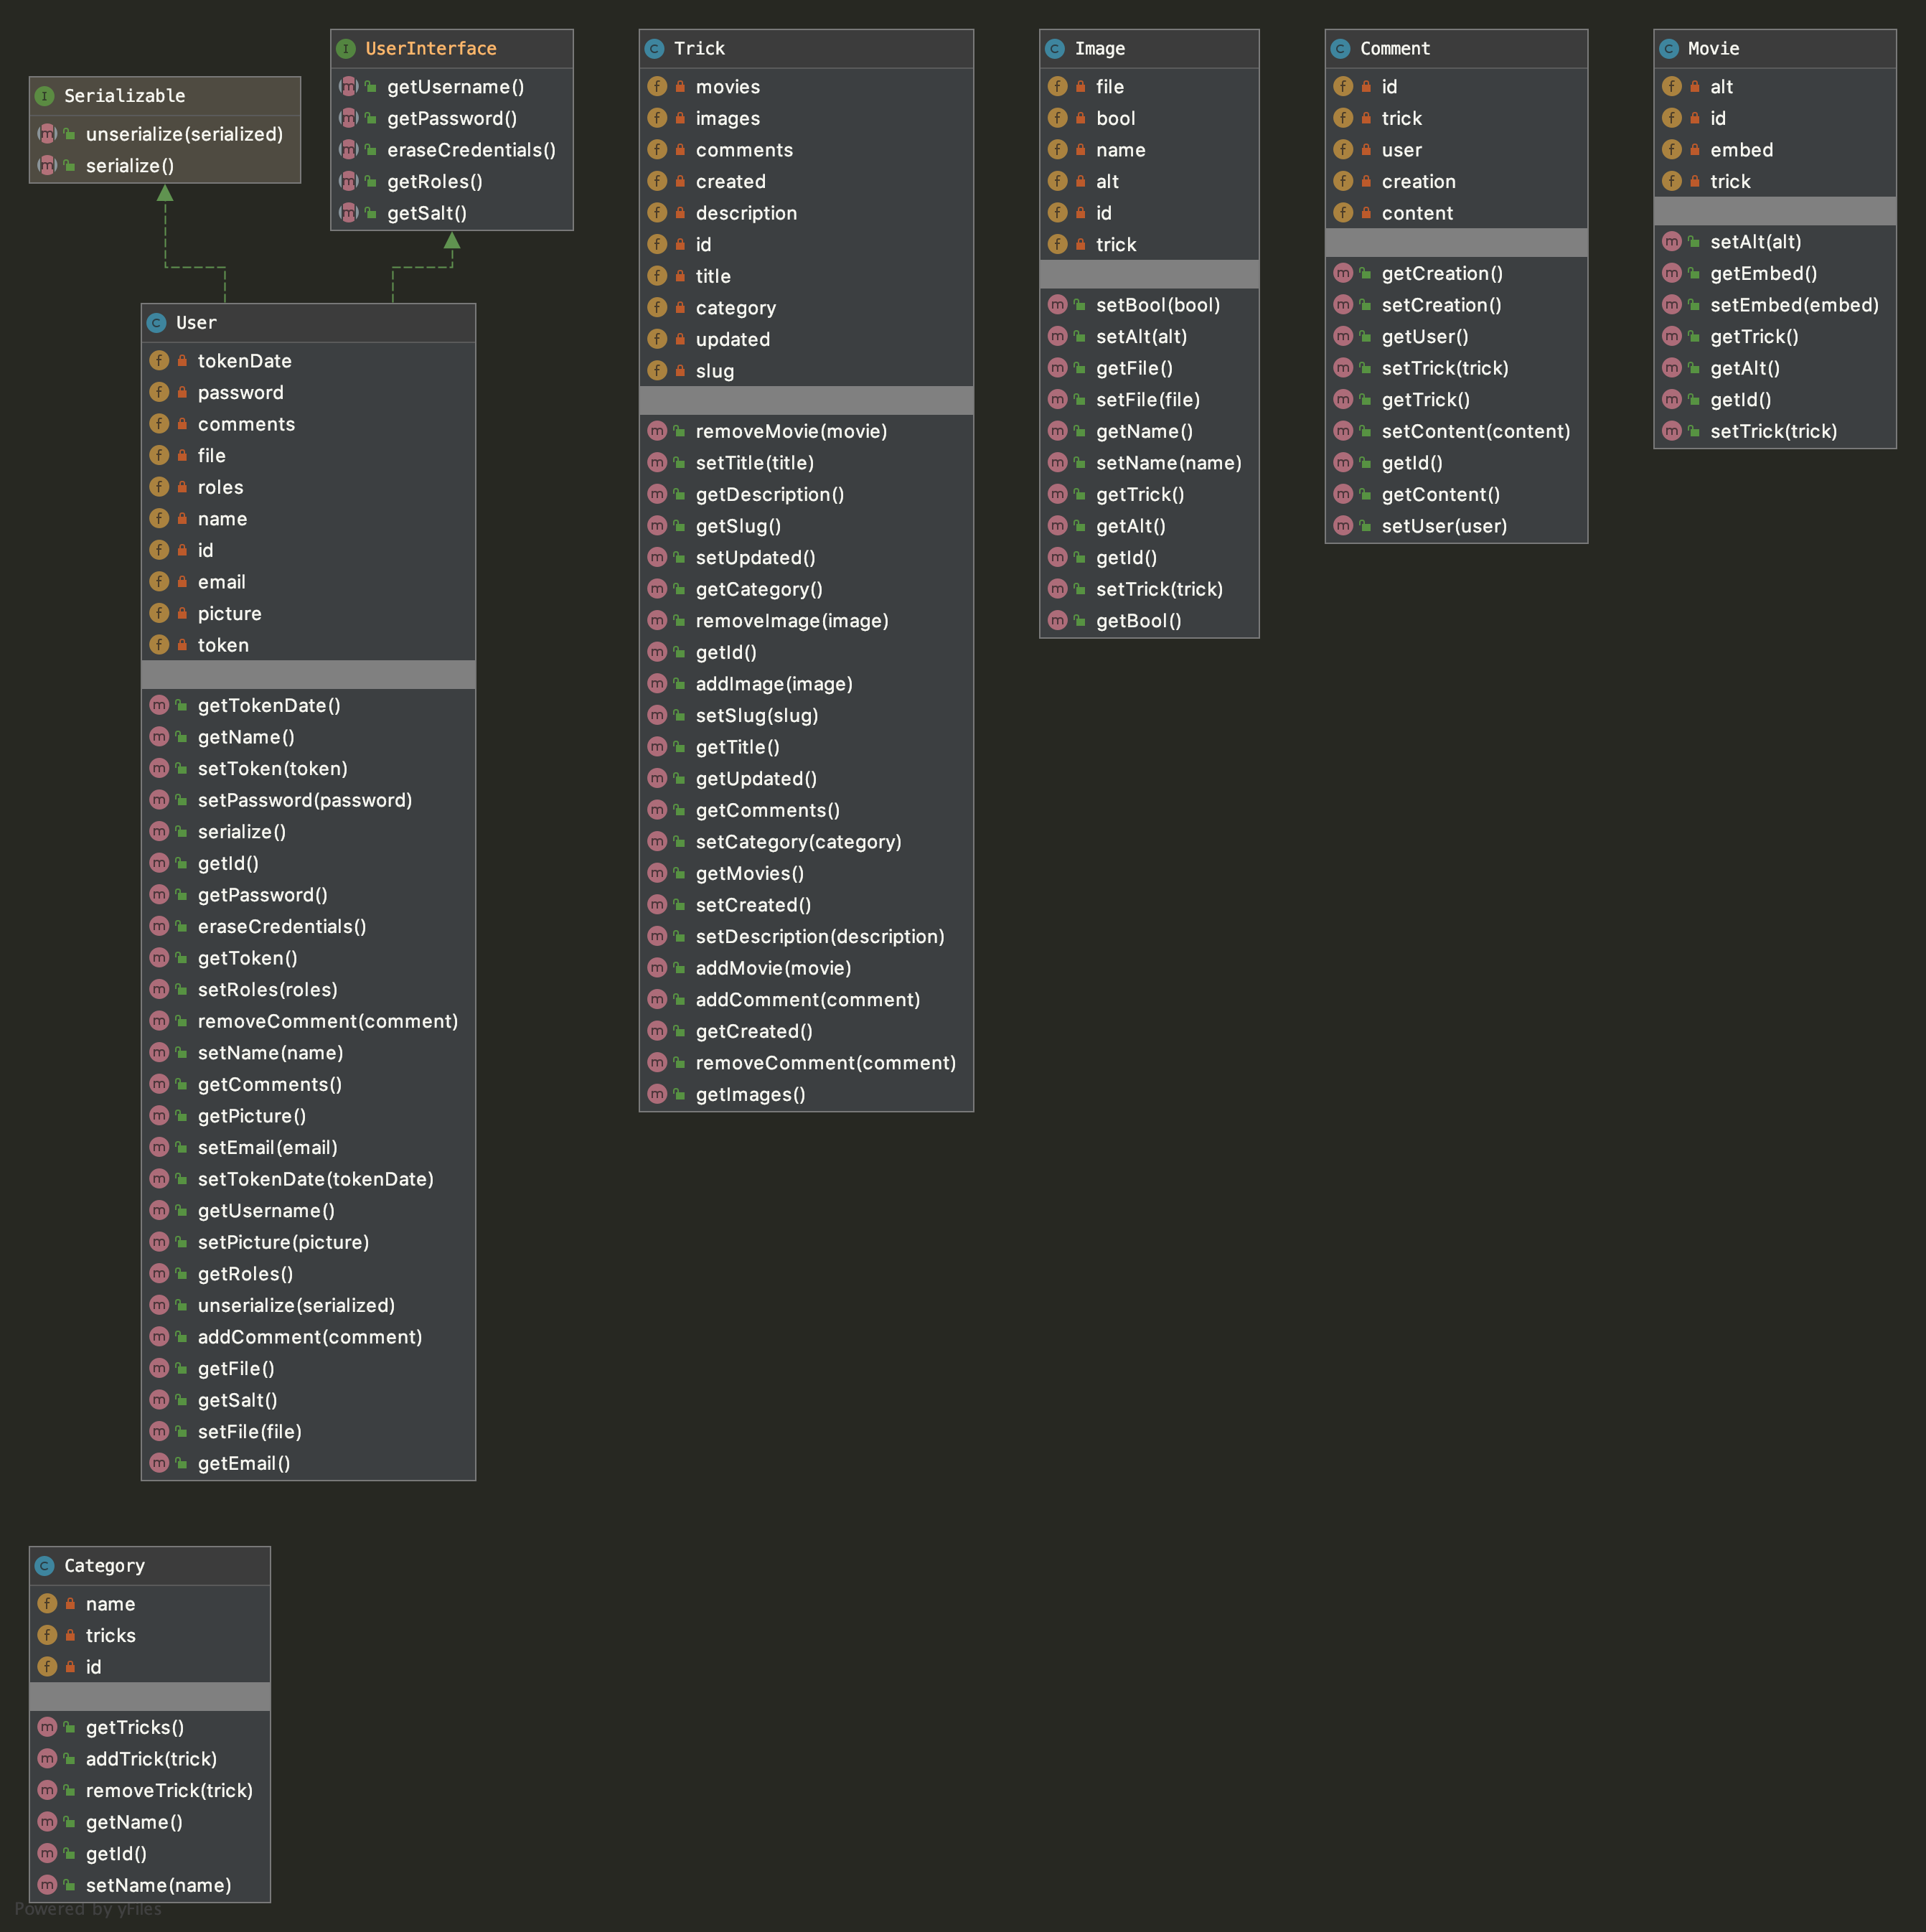 Serializable
unserialize(serialized)
serialize()
UserInterface
getUsername()
getPassword()
eraseCredentials()
getRoles()
getSalt()
User
tokenDate
password
comments
file
roles
name
id
email
picture
token
getTokenDate()
getName()
setToken(token)
setPassword(password)
serialize()
getId()
getPassword()
eraseCredentials()
getToken()
setRoles(roles)
removeComment(comment)
setName(name)
getComments()
getPicture()
setEmail(email)
setTokenDate(tokenDate)
getUsername()
setPicture(picture)
getRoles()
unserialize(serialized)
addComment(comment)
getFile()
getSalt()
setFile(file)
getEmail()
Trick
movies
images
comments
created
description
id
title
category
updated
slug
removeMovie(movie)
setTitle(title)
getDescription()
getSlug()
setUpdated()
getCategory()
removeImage(image)
getId()
addImage(image)
setSlug(slug)
getTitle()
getUpdated()
getComments()
setCategory(category)
getMovies()
setCreated()
setDescription(description)
addMovie(movie)
addComment(comment)
getCreated()
removeComment(comment)
getImages()
Image
file
bool
name
alt
id
trick
setBool(bool)
setAlt(alt)
getFile()
setFile(file)
getName()
setName(name)
getTrick()
getAlt()
getId()
setTrick(trick)
getBool()
Comment
id
trick
user
creation
content
getCreation()
setCreation()
getUser()
setTrick(trick)
getTrick()
setContent(content)
getId()
getContent()
setUser(user)
Movie
alt
id
embed
trick
setAlt(alt)
getEmbed()
setEmbed(embed)
getTrick()
getAlt()
getId()
setTrick(trick)
Category
name
tricks
id
getTricks()
addTrick(trick)
removeTrick(trick)
getName()
getId()
setName(name)
Powered by yFiles